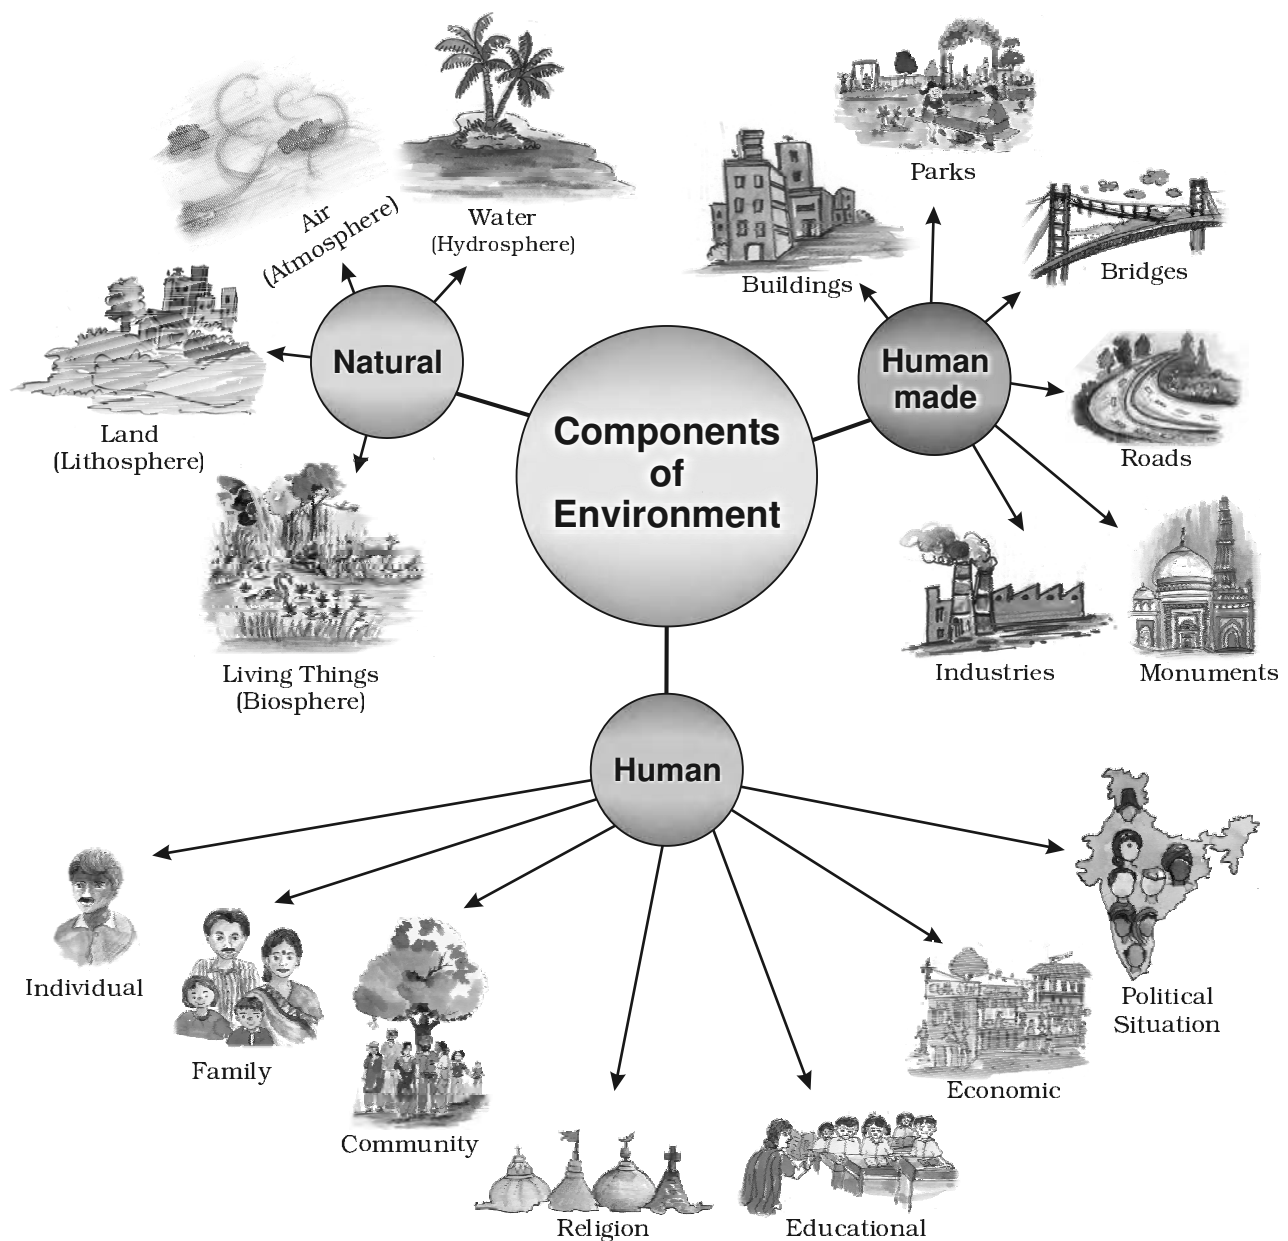 Components
of
Environment
Natural
Air
(Atmosphere)
Water
(Hydrosphere)
Land
(Lithosphere)
Living Things
(Biosphere)
Human
made
Buildings
Parks
Bridges
Roads
Monuments
Industries
Human
Individual
Family
Community
Religion
Educational
Economic
Political
Situation